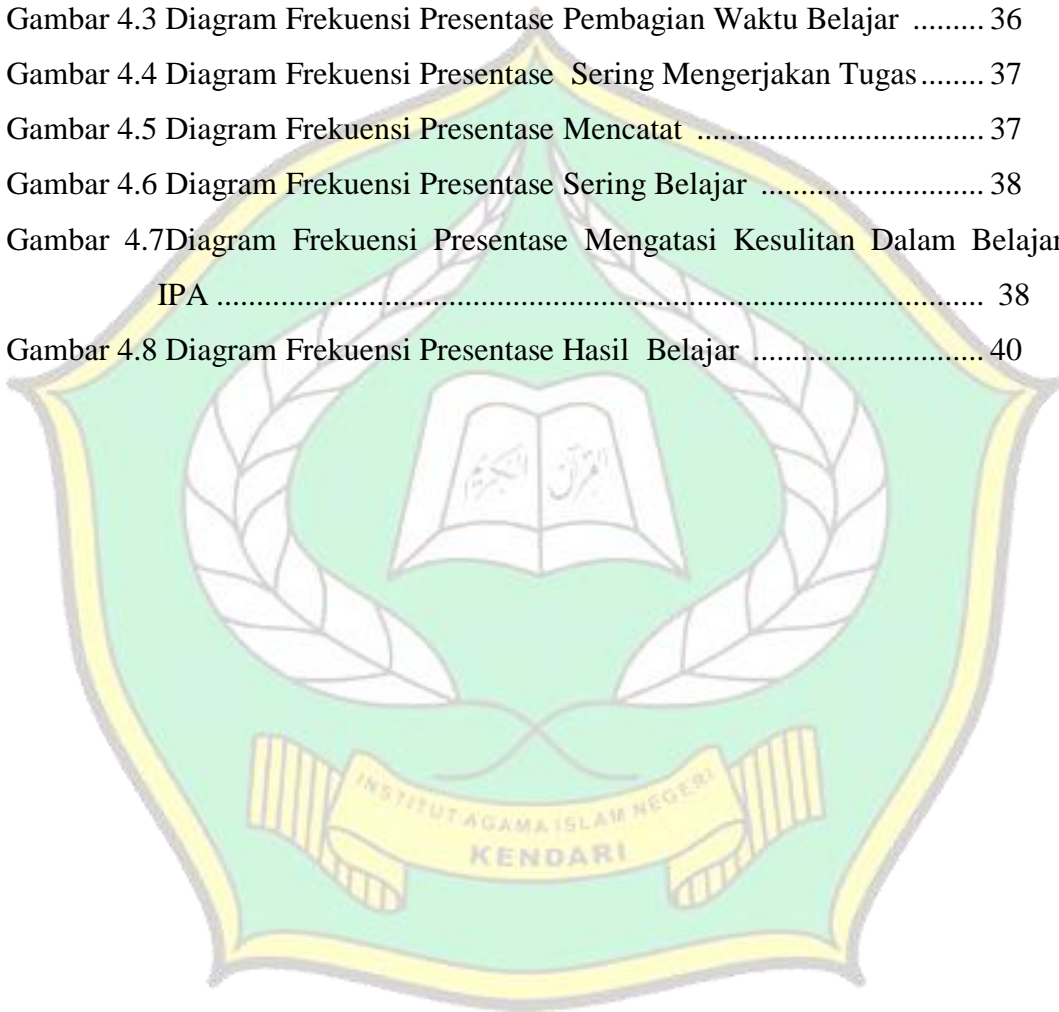 Gambar 4.3 Diagram Frekuensi Presentase Pembagian Waktu Belajar ......... 36
Gambar 4.4 Diagram Frekuensi Presentase  Sering Mengerjakan Tugas........ 37
Gambar 4.5 Diagram Frekuensi Presentase Mencatat ..................................... 37
Gambar 4.6 Diagram Frekuensi Presentase Sering Belajar ............................. 38
Gambar 4.7Diagram Frekuensi Presentase Mengatasi Kesulitan Dalam Belajar
IPA ................................................................................................... 38
Gambar 4.8 Diagram Frekuensi Presentase Hasil  Belajar .............................. 40
القرآن
الكريم
INSTITUT AGAMA ISLAM NEGERI
KENDARI